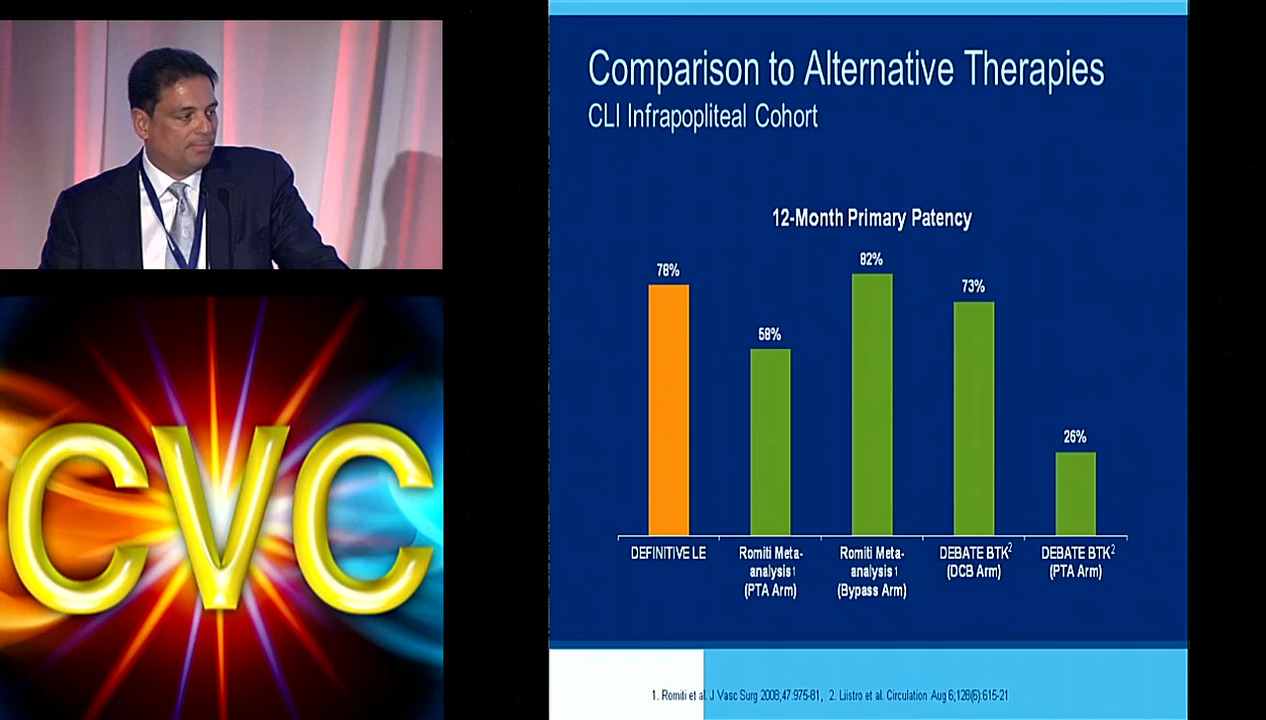 Comparison to Alternative Therapies
CLI Infrapopliteal Cohort
12-Month Primary Patency
78%
58%
82%
73%
26%
DEFINITIVE LE
Romiti Meta-
analysis¹
(PTA Arm)
Romiti Meta-
analysis¹
(Bypass Arm)
DEBATE BTK²
(DCB Arm)
DEBATE BTK²
(PTA Arm)
1. Romiti et al. J Vasc Surg 2008;47:975-81, 2. Liistro et al. Circulation Aug 6;128(6):615-21
CVC